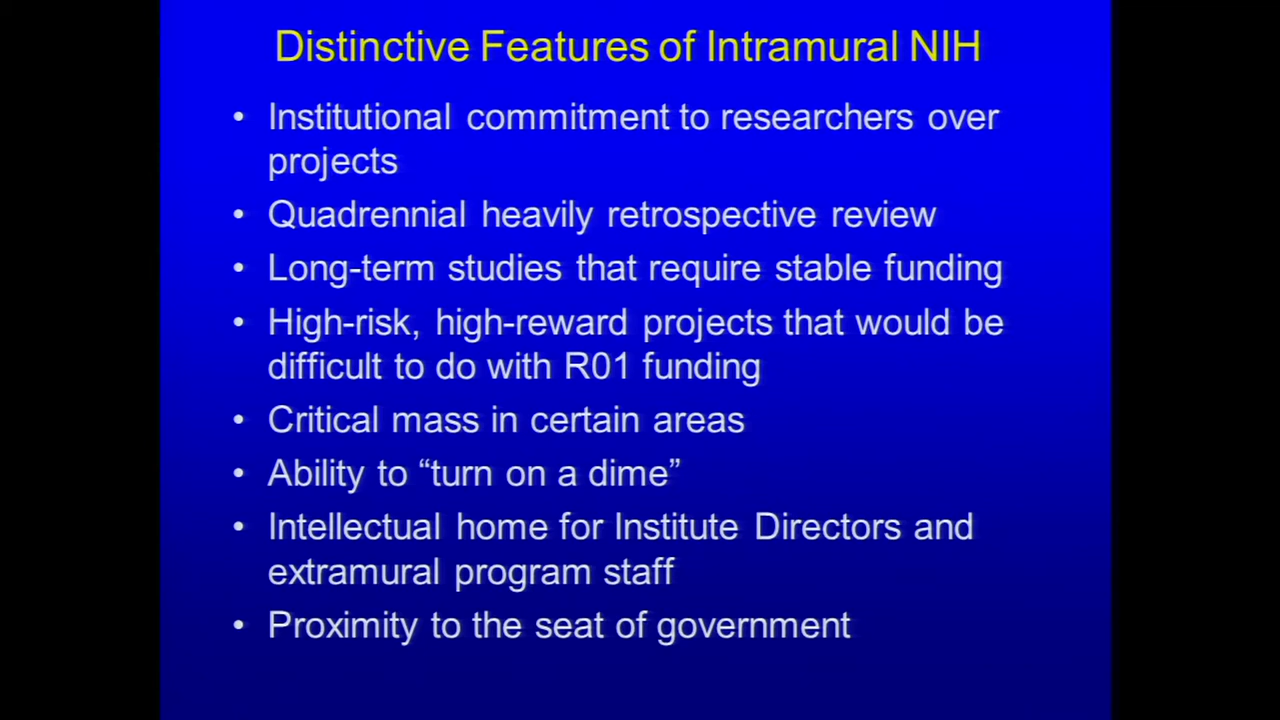 Distinctive Features of Intramural NIH
• Institutional commitment to researchers over
projects
• Quadrennial heavily retrospective review
• Long-term studies that require stable funding
• High-risk, high-reward projects that would be
difficult to do with R01 funding
• Critical mass in certain areas
• Ability to “turn on a dime”
• Intellectual home for Institute Directors and
extramural program staff
• Proximity to the seat of government